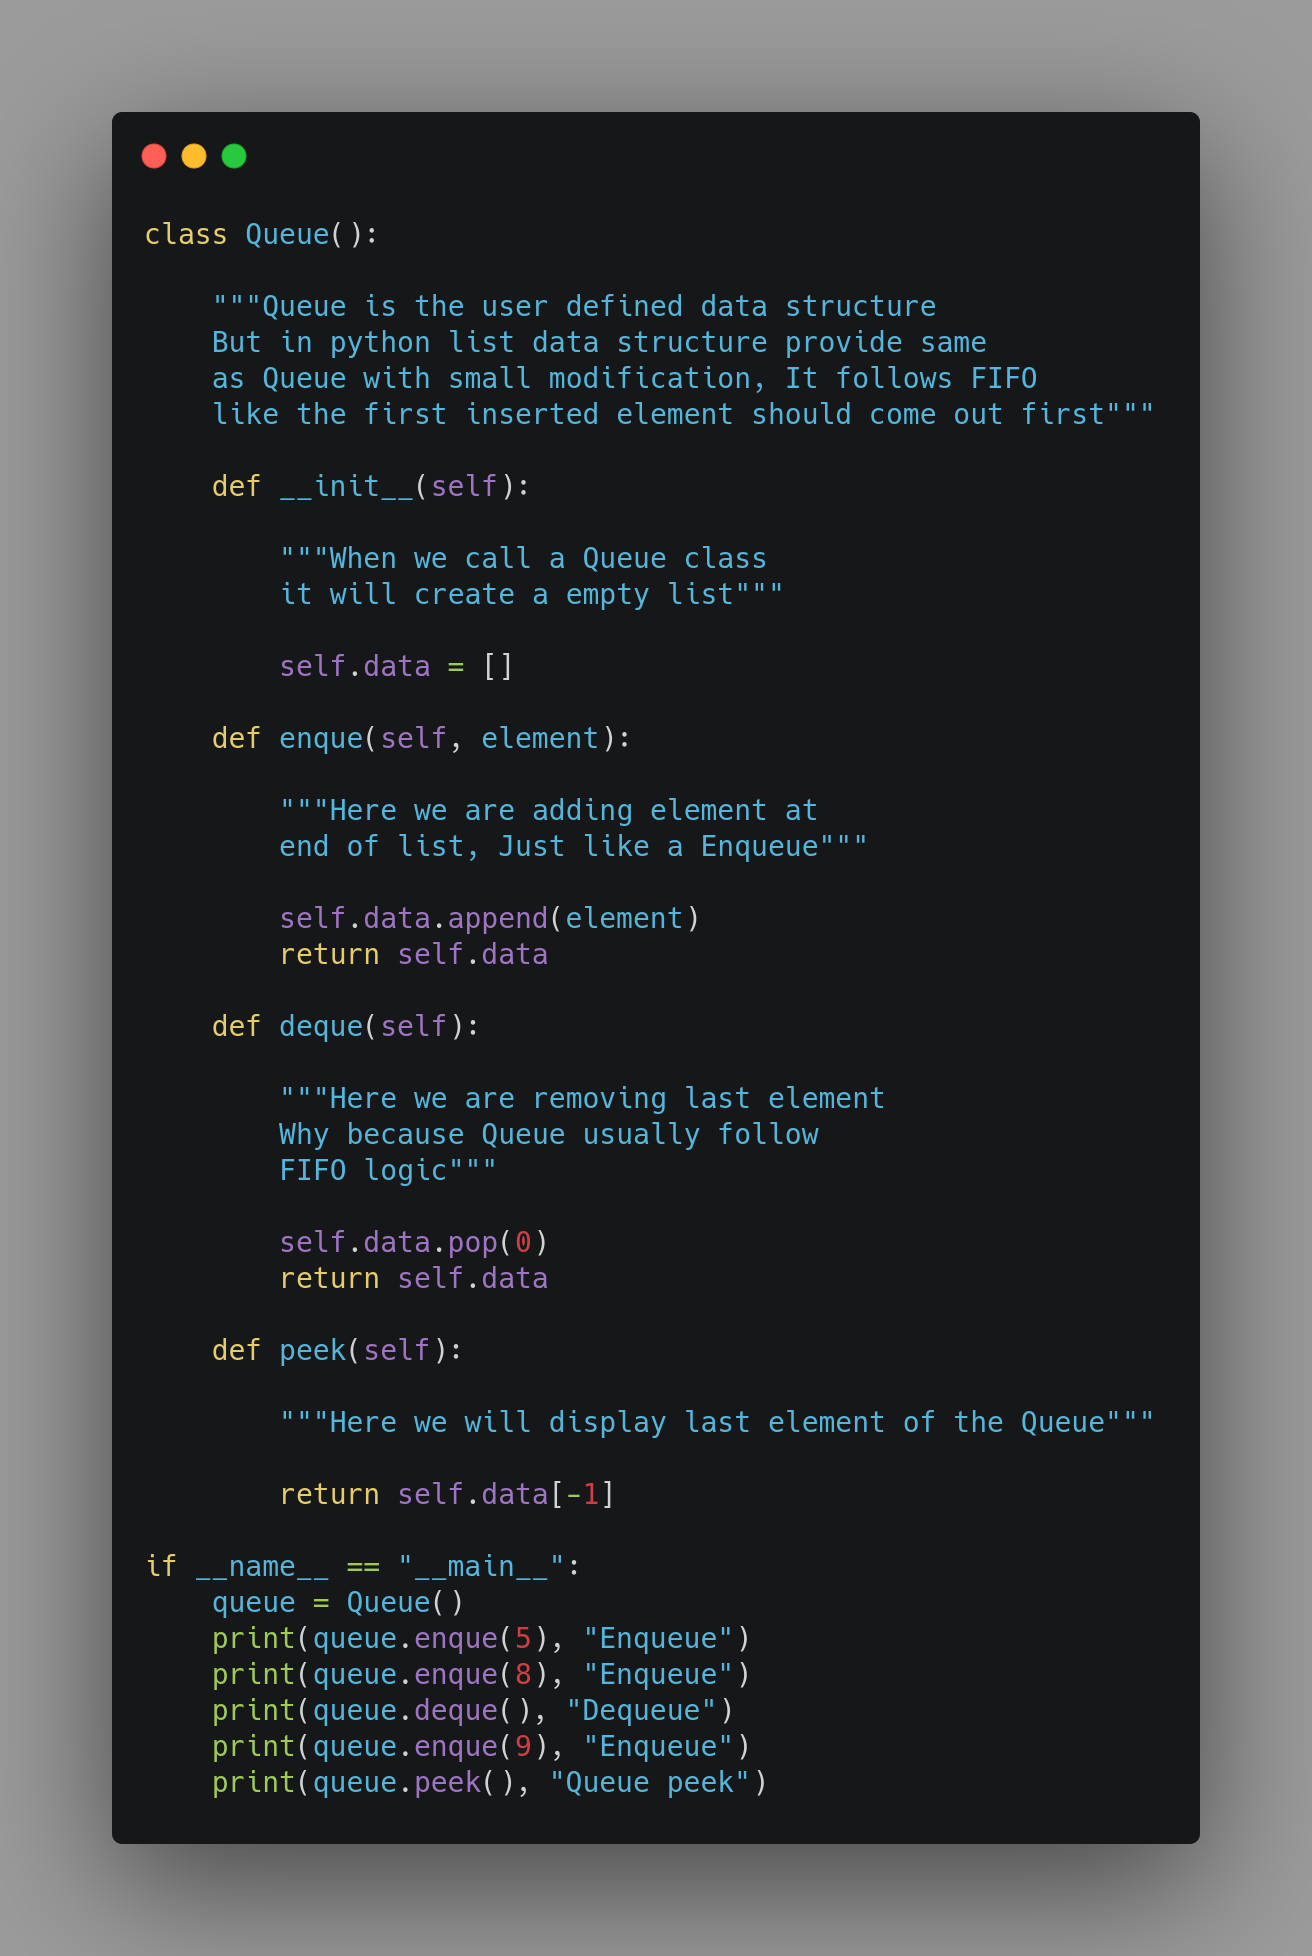 class Queue():
    """Queue is the user defined data structure
    But in python list data structure provide same
    as Queue with small modification, It follows FIFO
    like the first inserted element should come out first"""
    def __init__(self):
        """When we call a Queue class
        it will create a empty list"""
        self.data = []
    def enque(self, element):
        """Here we are adding element at
        end of list, Just like a Enqueue"""
        self.data.append(element)
        return self.data
    def deque(self):
        """Here we are removing last element
        Why because Queue usually follow
        FIFO logic"""
        self.data.pop(0)
        return self.data
    def peek(self):
        """Here we will display last element of the Queue"""
        return self.data[-1]
if __name__ == "__main__":
    queue = Queue()
    print(queue.enque(5), "Enqueue")
    print(queue.enque(8), "Enqueue")
    print(queue.deque(), "Dequeue")
    print(queue.enque(9), "Enqueue")
    print(queue.peek(), "Queue peek")